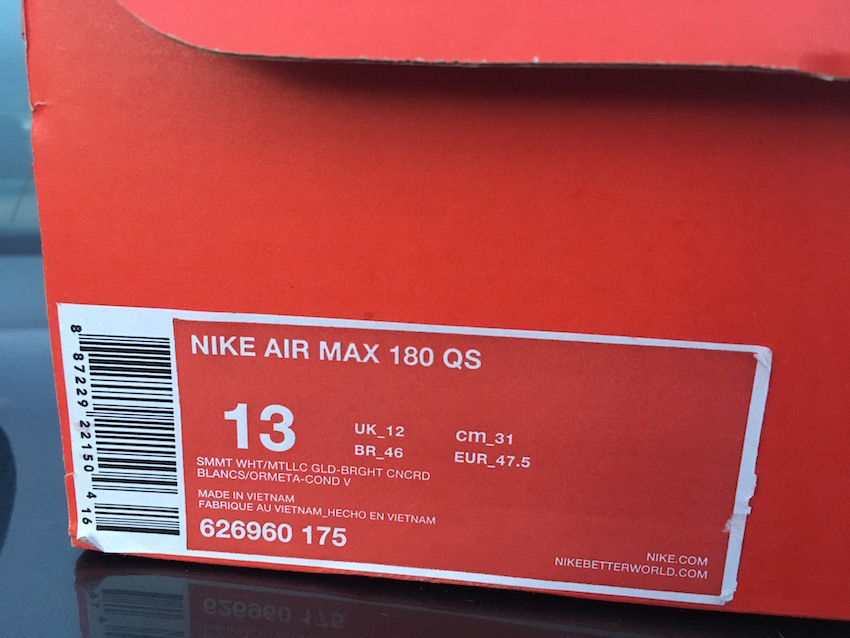 NIKE AIR MAX 180 QS
13
UK_12 cm_31
BR_46 EUR_47.5
SMMT WHT/MTLLC GLD-BRGHT CNCRD
BLANCS/ORMETA-COND V
MADE IN VIETNAM
FABRIQUE AU VIETNAM_HECHO EN VIETNAM
626960 175
NIKE.COM
NIKEBETTERWORLD.COM
8 87229 22150 4 16